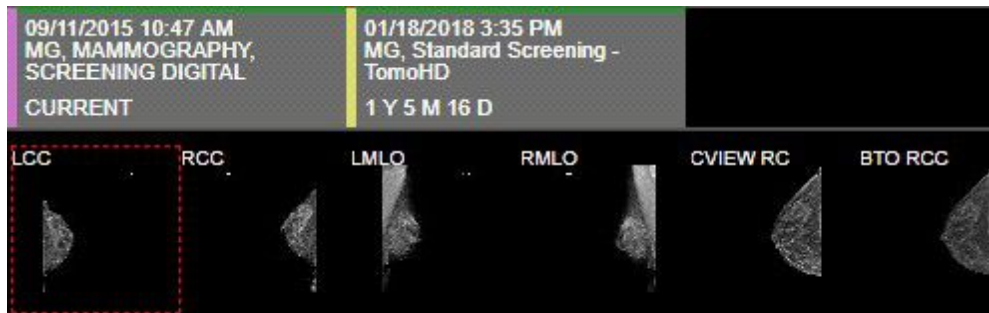 09/11/2015 10:47 AM
MG, MAMMOGRAPHY,
SCREENING DIGITAL
CURRENT
01/18/2018 3:35 PM
MG, Standard Screening -
TomoHD
1 Y 5 M 16 D
LCC RCC LMLO RMLO CVIEW RC BTO RCC